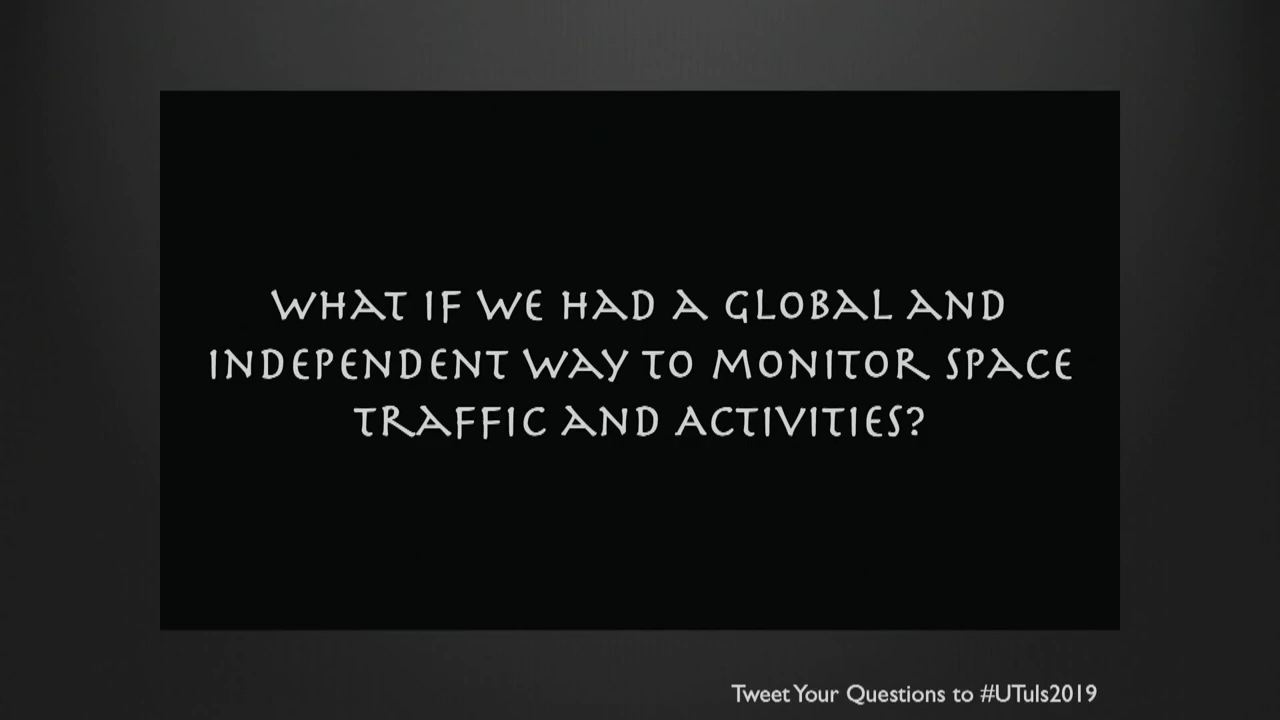 WHAT IF WE HAD A GLOBAL AND
INDEPENDENT WAY TO MONITOR SPACE
TRAFFIC AND ACTIVITIES?
Tweet Your Questions to #UTuls2019